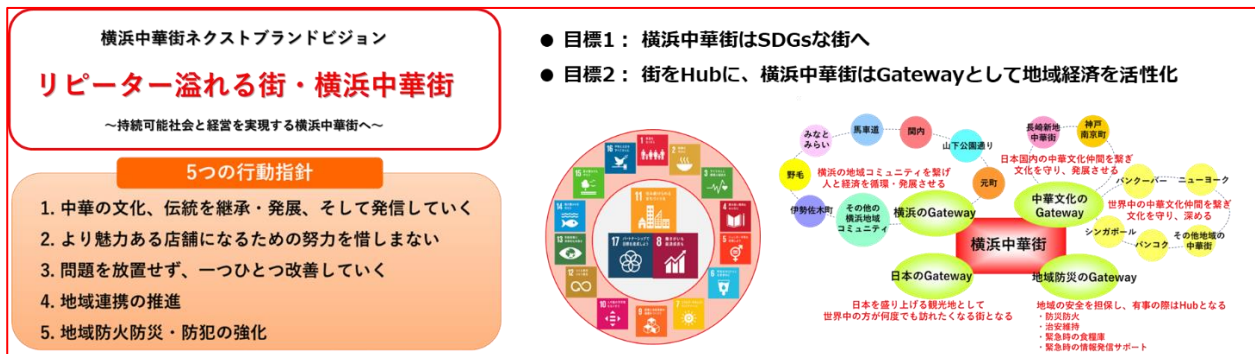 横浜中華街ネクストブランドビジョン
リピーター溢れる街・横浜中華街
～持続可能社会と経営を実現する横浜中華街へ～
5つの行動指針
1. 中華の文化、伝統を継承・発展、そして発信していく
2. より魅力ある店舗になるための努力を惜しまない
3. 問題を放置せず、一つひとつ改善していく
4. 地域連携の推進
5. 地域防火防災・防犯の強化
● 目標1： 横浜中華街はSDGsな街へ
● 目標2： 街をHubに、横浜中華街はGatewayとして地域経済を活性化
1
2
3
4
5
6
7
8
9
10
11
12
13
14
15
16
17
みなと
みらい
馬車道
関内
山下公園通り
元町
野毛
伊勢佐木町
その他の
横浜地域
コミュニティ
横浜の地域コミュニティを繋げ
人と経済を循環・発展させる
横浜のGateway
長崎新地
中華街
神戸
南京町
日本国内の中華文化仲間を繋ぎ
文化を守り、発展させる
中華文化の
Gateway
バンクーバー
ニューヨーク
世界中の中華文化仲間を繋ぎ
文化を守り、深める
シンガポール
バンコク
その他地域の
中華街
横浜中華街
日本のGateway
日本を盛り上げる観光地として
世界中の方が何度でも訪れたくなる街となる
地域防災のGateway
地域の安全を担保し、有事の際はHubとなる
・防災防火
・治安維持
・緊急時の食糧庫
・緊急時の情報発信サポート